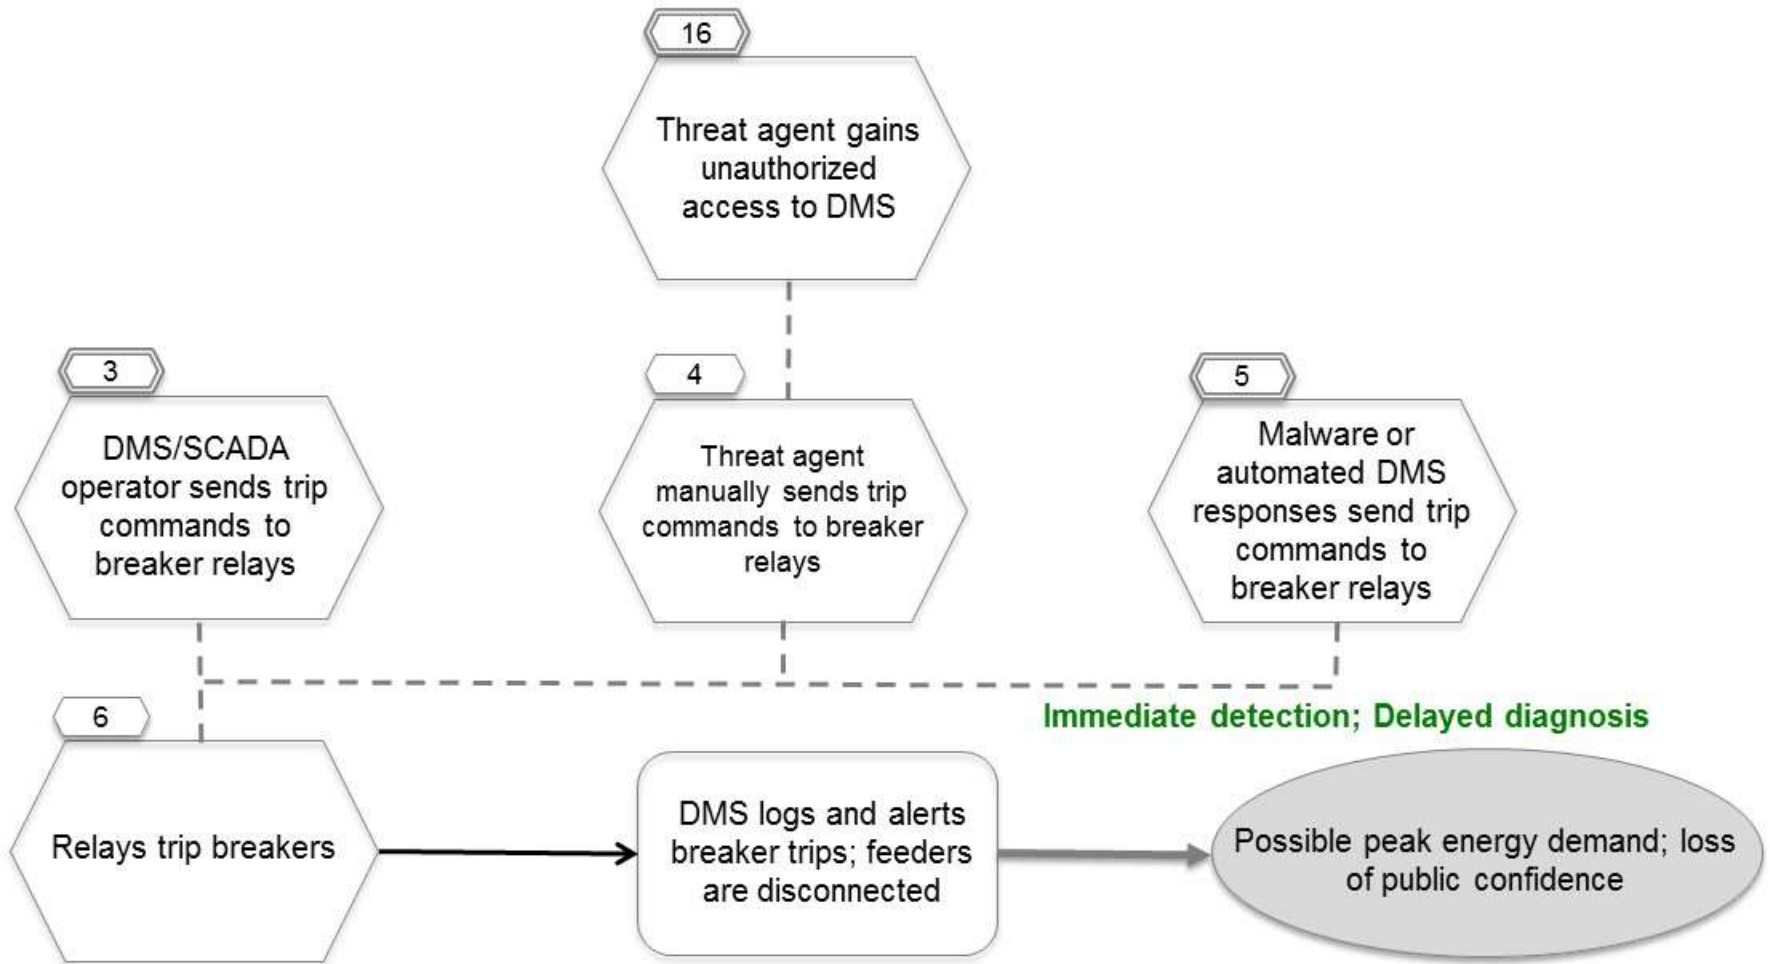 16
Threat agent gains
unauthorized
access to DMS
3
DMS/SCADA
operator sends trip
commands to
breaker relays
4
Threat agent
manually sends trip
commands to breaker
relays
5
Malware or
automated DMS
responses send trip
commands to
breaker relays
Immediate detection; Delayed diagnosis
6
Relays trip breakers
DMS logs and alerts
breaker trips; feeders
are disconnected
Possible peak energy demand; loss
of public confidence